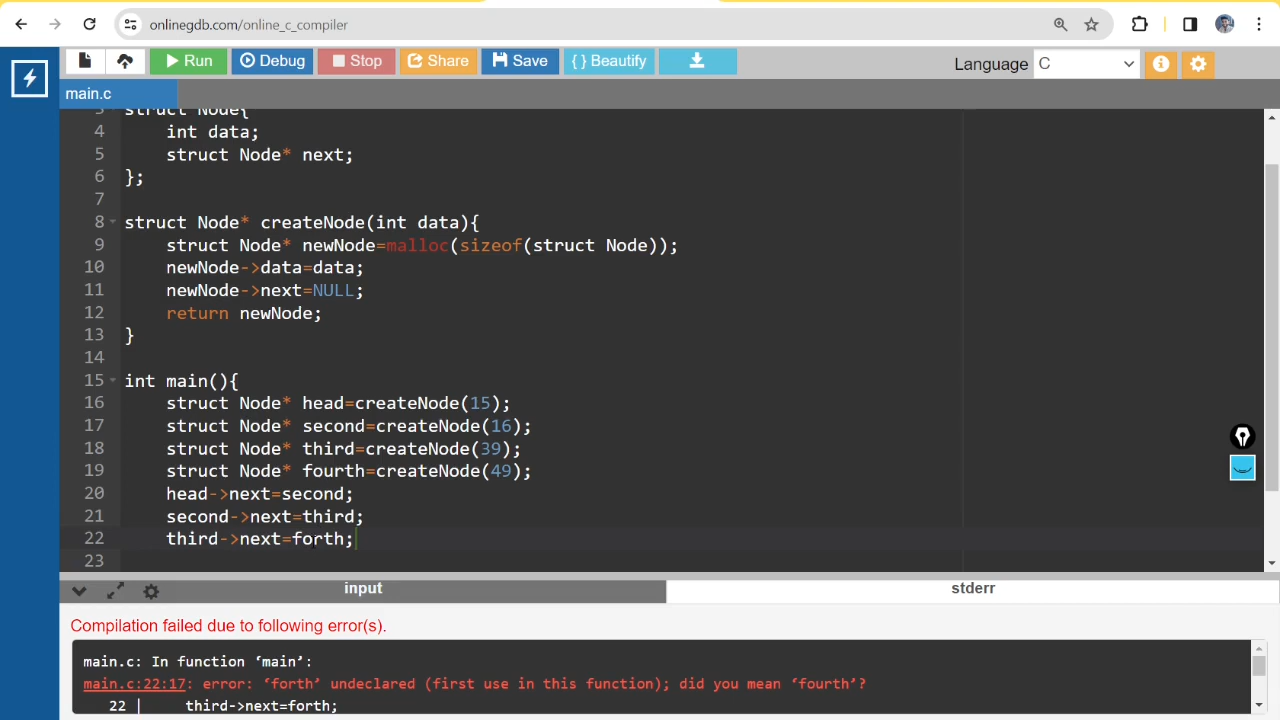 onlinegdb.com/online_c_compiler
Run Debug Stop Share Save { } Beautify Language C
main.c
3 struct Node{
4 int data;
5 struct Node* next;
6 };
7
8 struct Node* createNode(int data){
9 struct Node* newNode=malloc(sizeof(struct Node));
10 newNode->data=data;
11 newNode->next=NULL;
12 return newNode;
13 }
14
15 int main(){
16 struct Node* head=createNode(15);
17 struct Node* second=createNode(16);
18 struct Node* third=createNode(39);
19 struct Node* fourth=createNode(49);
20 head->next=second;
21 second->next=third;
22 third->next=forth;
23
input stderr
Compilation failed due to following error(s).
main.c: In function ‘main’:
main.c:22:17: error: ‘forth’ undeclared (first use in this function); did you mean ‘fourth’?
22 | third->next=forth;